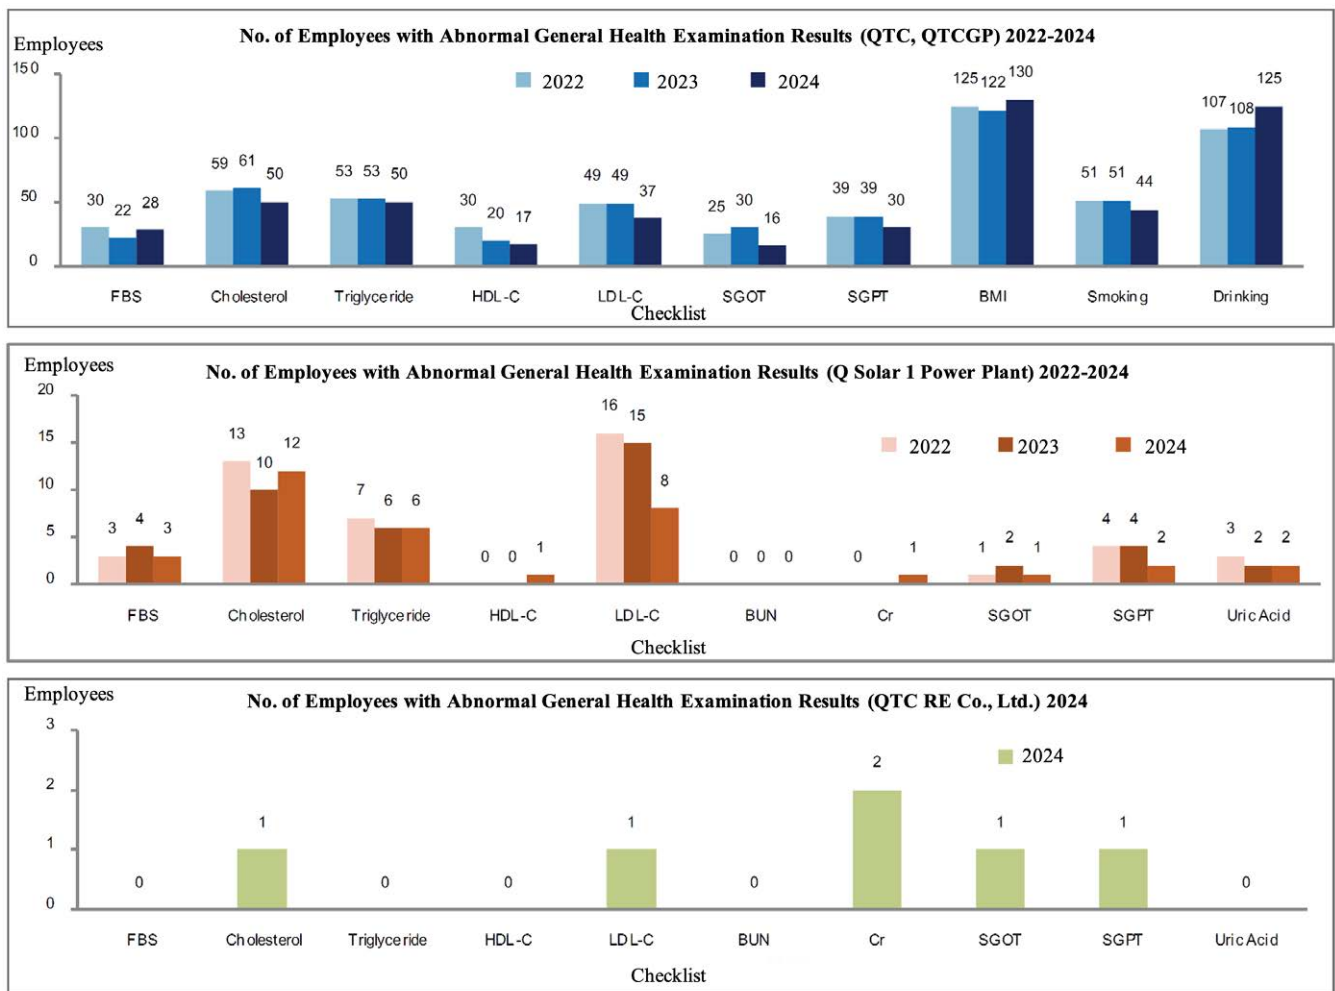 Employees
No. of Employees with Abnormal General Health Examination Results (QTC, QTCGP) 2022-2024
150
100
50
0
2022 2023 2024
30 22 28
59 61 50
53 53 50
30 20 17
49 49 37
25 30 16
39 39 30
125 122 130
51 51 44
107 108 125
FBS Cholesterol Triglyceride HDL-C LDL-C SGOT SGPT BMI Smoking Drinking
Checklist
Employees
No. of Employees with Abnormal General Health Examination Results (Q Solar 1 Power Plant) 2022-2024
20
15
10
5
0
2022 2023 2024
3 4 3
13 10 12
7 6 6
0 0 1
16 15 8
0 0 0
0 1
1 2 1
4 4 2
3 2 2
FBS Cholesterol Triglyceride HDL-C LDL-C BUN Cr SGOT SGPT Uric Acid
Checklist
Employees
No. of Employees with Abnormal General Health Examination Results (QTC RE Co., Ltd.) 2024
3
2
1
0
2024
0 1 0 0 1 0 2 1 1 0
FBS Cholesterol Triglyceride HDL-C LDL-C BUN Cr SGOT SGPT Uric Acid
Checklist